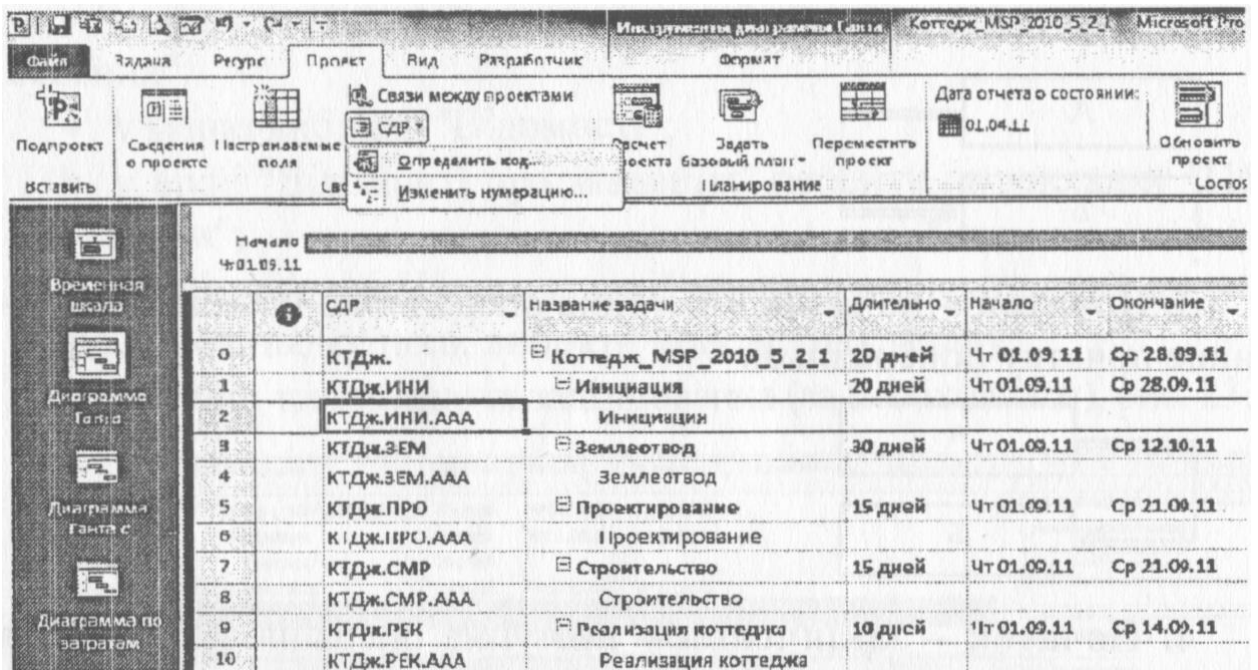 Инструменты диаграммы Ганта Коттедж_MSP_2010_5_2_1 Microsoft Pro
Файл Задача Ресурс Проект Вид Разработчик Формат
Связи между проектами
СДР
Определить код...
Изменить нумерацию...
Подпроект
Сведения о проекте
Настраиваемые поля
Задать базовый план
Переместить проект
Дата отчета о состоянии:
01.04.11
Обновить проект
Вставить
Планирование
Состоя
Начало
Чт 01.09.11
Временная шкала
Диаграмма Ганта
Диаграмма Ганта с
Диаграмма по затратам
СДР Название задачи Длительно Начало Окончание
0 КТДж. Коттедж_MSP_2010_5_2_1 20 дней Чт 01.09.11 Ср 28.09.11
1 КТДж.ИНИ Инициация 20 дней Чт 01.09.11 Ср 28.09.11
2 КТДж.ИНИ.ААА Инициации
3 КТДж.ЗЕМ Землеотвод 30 дней Чт 01.09.11 Ср 12.10.11
4 КТДж.ЗЕМ.ААА Землеотвод
5 КТДж.ПРО Проектирование 15 дней Чт 01.09.11 Ср 21.09.11
6 КТДж.ПРО.ААА Проектирование
7 КТДж.СМР Строительство 15 дней Чт 01.09.11 Ср 21.09.11
8 КТДж.СМР.ААА Строительство
9 КТДж.РЕК Реализация коттеджа 10 дней Чт 01.09.11 Ср 14.09.11
10 КТДж.РЕК.ААА Реализация коттеджа